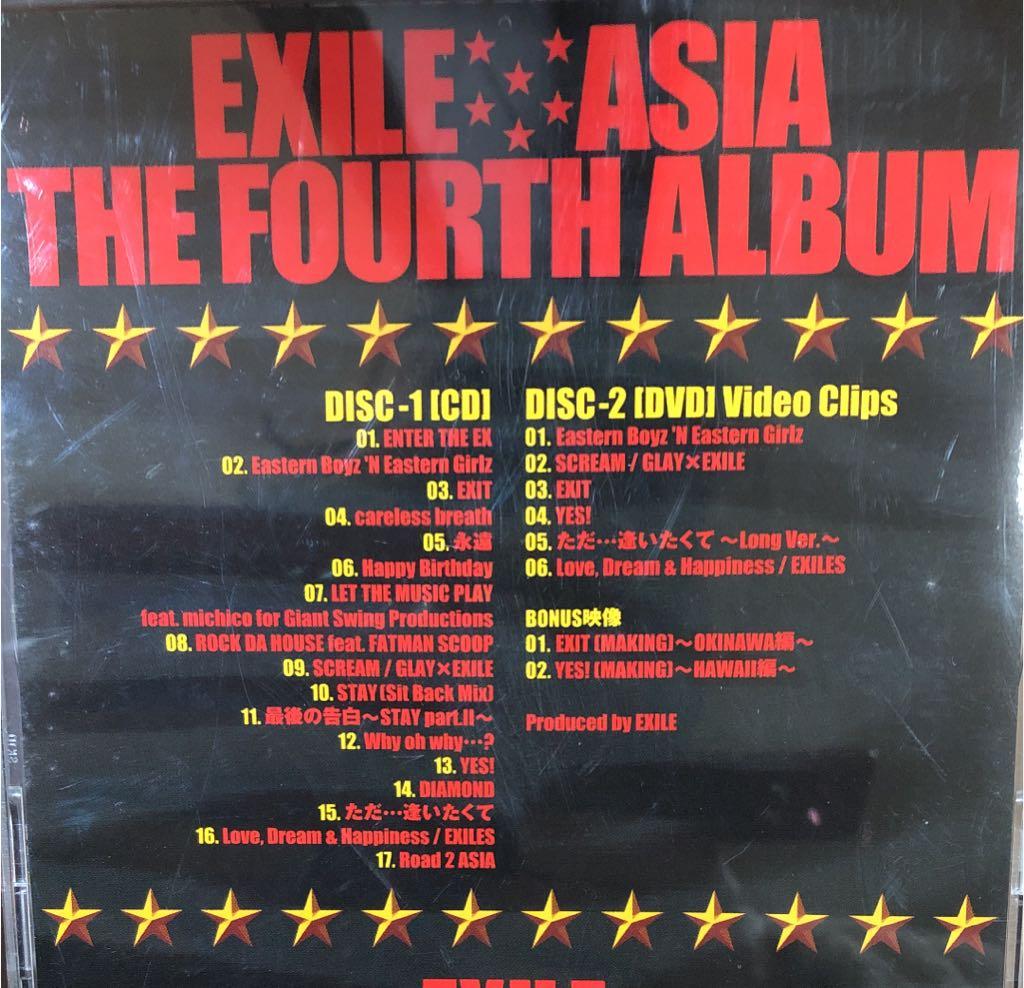 EXILE ASIA
THE FOURTH ALBUM
DISC-1 [CD]
01. ENTER THE EX
02. Eastern Boyz 'N Eastern Girlz
03. EXIT
04. careless breath
05. 永遠
06. Happy Birthday
07. LET THE MUSIC PLAY
feat. michico for Giant Swing Productions
08. ROCK DA HOUSE feat. FATMAN SCOOP
09. SCREAM / GLAY×EXILE
10. STAY (Sit Back Mix)
11. 最後の告白～STAY part.II～
12. Why oh why…?
13. YES!
14. DIAMOND
15. ただ…逢いたくて
16. Love, Dream & Happiness / EXILES
17. Road 2 ASIA
DISC-2 [DVD] Video Clips
01. Eastern Boyz 'N Eastern Girlz
02. SCREAM / GLAY×EXILE
03. EXIT
04. YES!
05. ただ…逢いたくて ～Long Ver.～
06. Love, Dream & Happiness / EXILES
BONUS映像
01. EXIT (MAKING)～OKINAWA編～
02. YES! (MAKING)～HAWAII編～
Produced by EXILE
EXILE